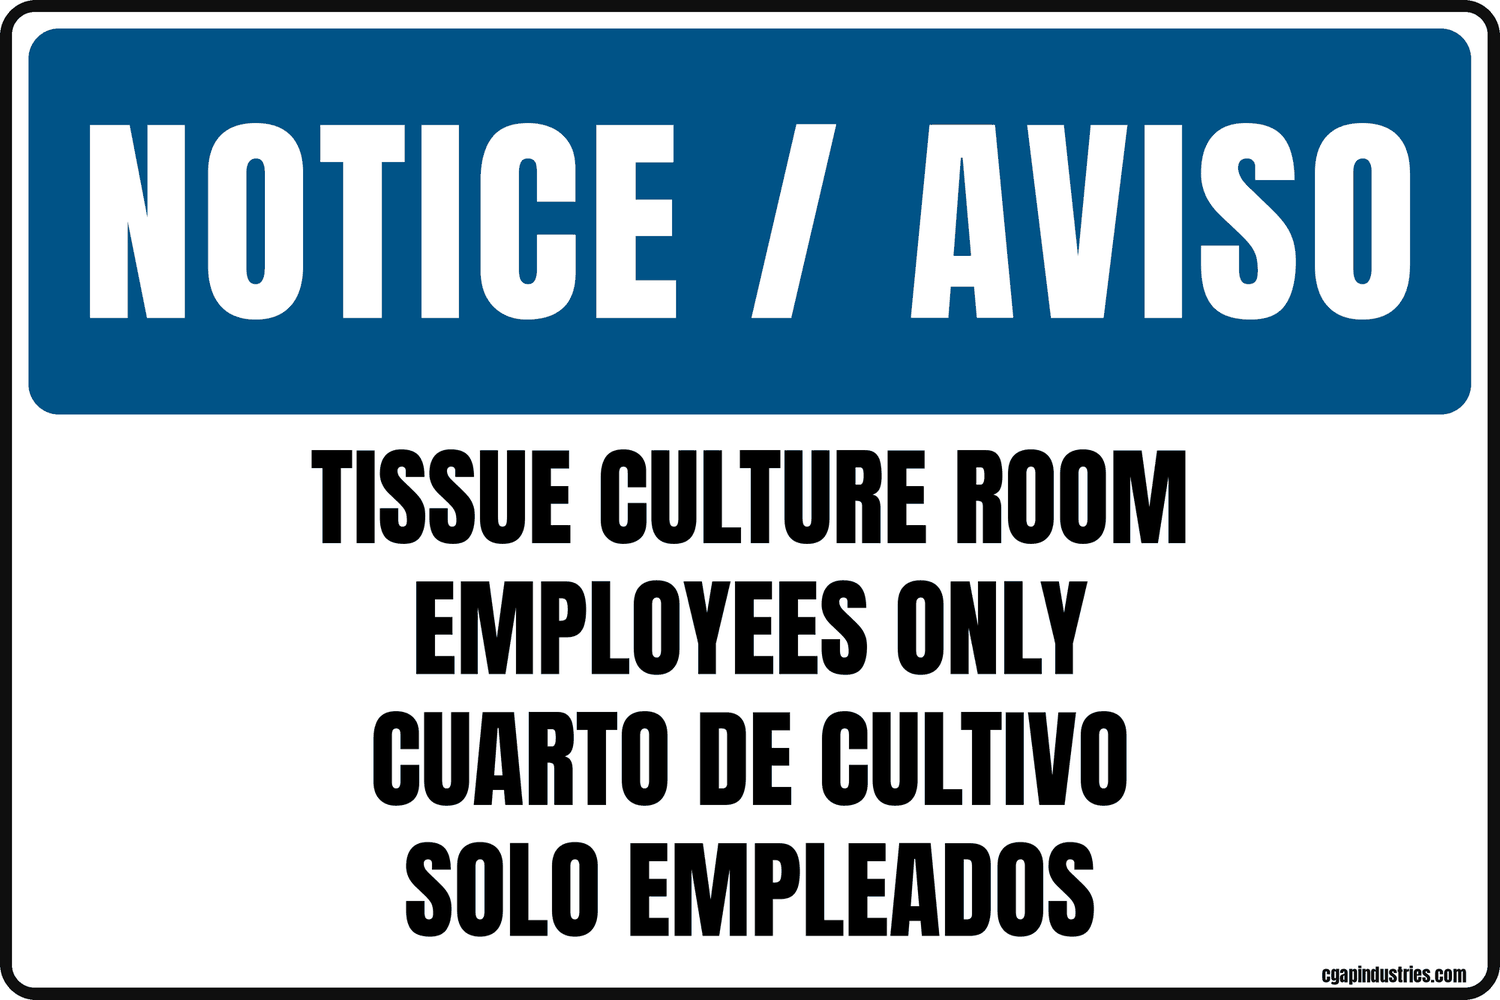 NOTICE / AVISO
TISSUE CULTURE ROOM
EMPLOYEES ONLY
CUARTO DE CULTIVO
SOLO EMPLEADOS
cgapindustries.com